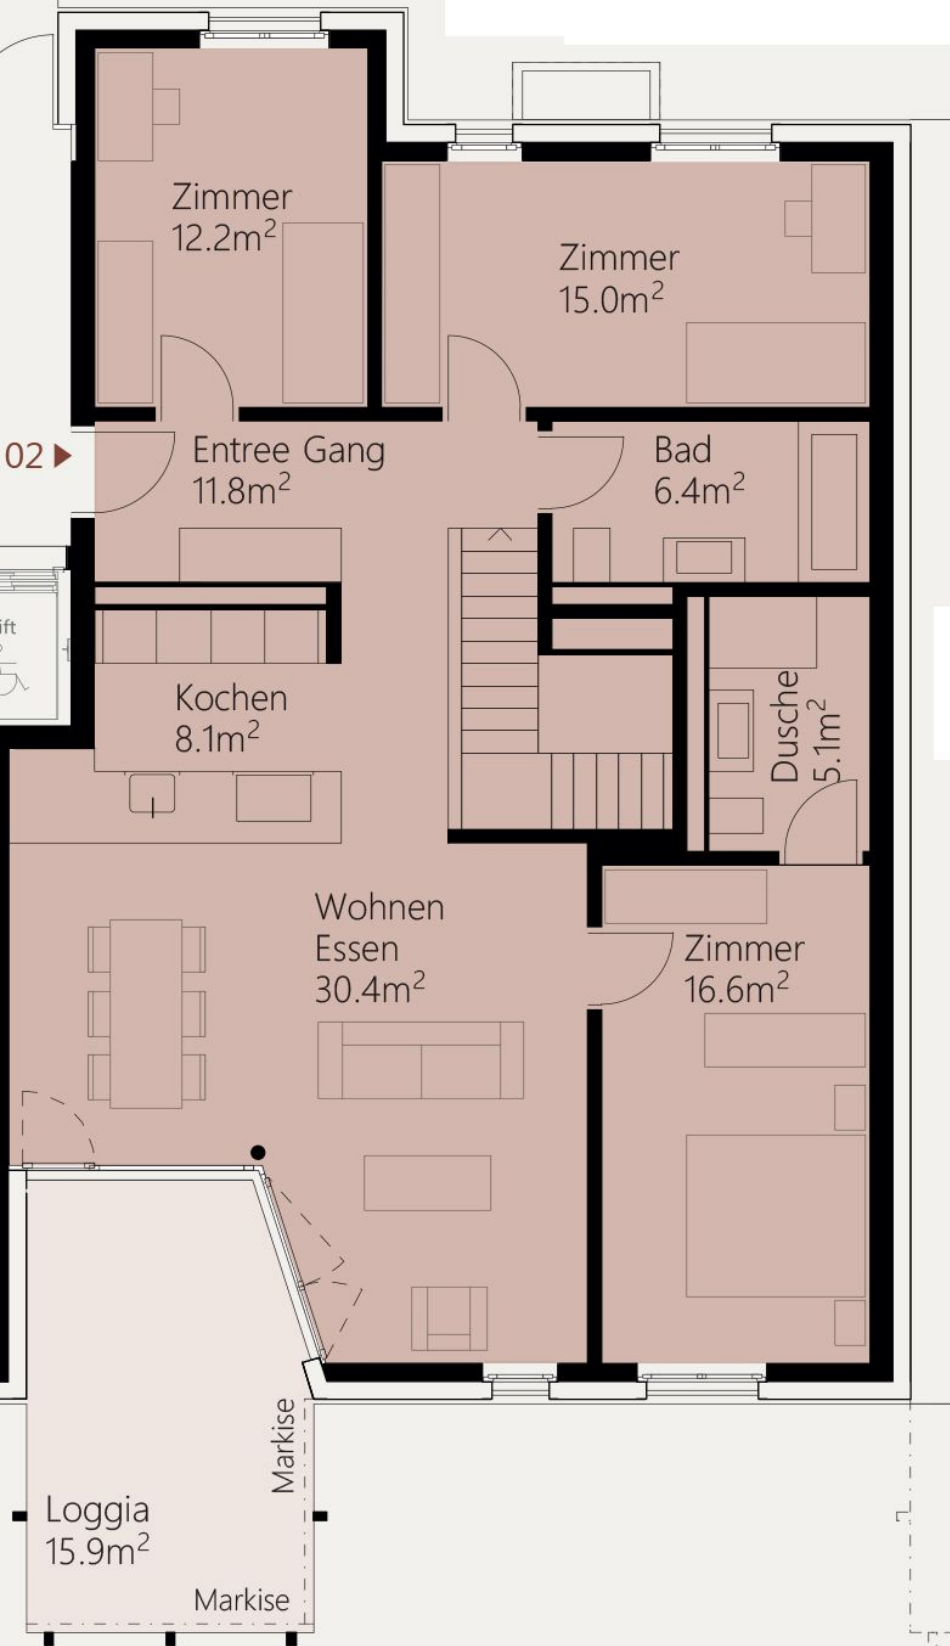 Zimmer
12.2m²
Zimmer
15.0m²
02
Entree Gang
11.8m²
Bad
6.4m²
Kochen
8.1m²
Dusche
5.1m²
Wohnen
Essen
30.4m²
Zimmer
16.6m²
Markise
Loggia
15.9m²
Markise